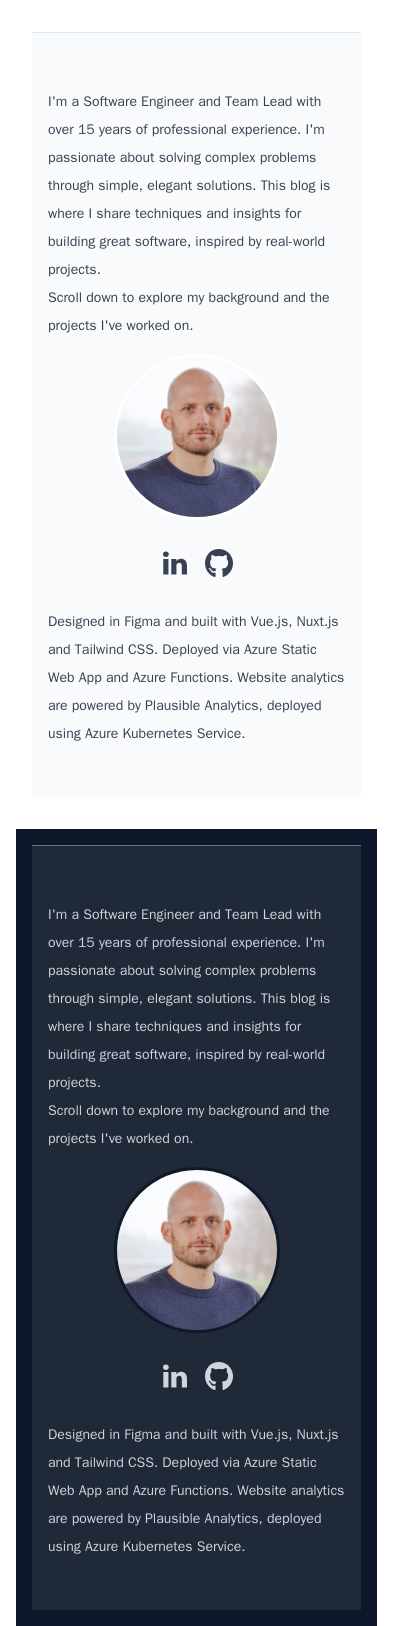 I'm a Software Engineer and Team Lead with
over 15 years of professional experience. I'm
passionate about solving complex problems
through simple, elegant solutions. This blog is
where I share techniques and insights for
building great software, inspired by real-world
projects.
Scroll down to explore my background and the
projects I've worked on.
in
Designed in Figma and built with Vue.js, Nuxt.js
and Tailwind CSS. Deployed via Azure Static
Web App and Azure Functions. Website analytics
are powered by Plausible Analytics, deployed
using Azure Kubernetes Service.
I'm a Software Engineer and Team Lead with
over 15 years of professional experience. I'm
passionate about solving complex problems
through simple, elegant solutions. This blog is
where I share techniques and insights for
building great software, inspired by real-world
projects.
Scroll down to explore my background and the
projects I've worked on.
in
Designed in Figma and built with Vue.js, Nuxt.js
and Tailwind CSS. Deployed via Azure Static
Web App and Azure Functions. Website analytics
are powered by Plausible Analytics, deployed
using Azure Kubernetes Service.